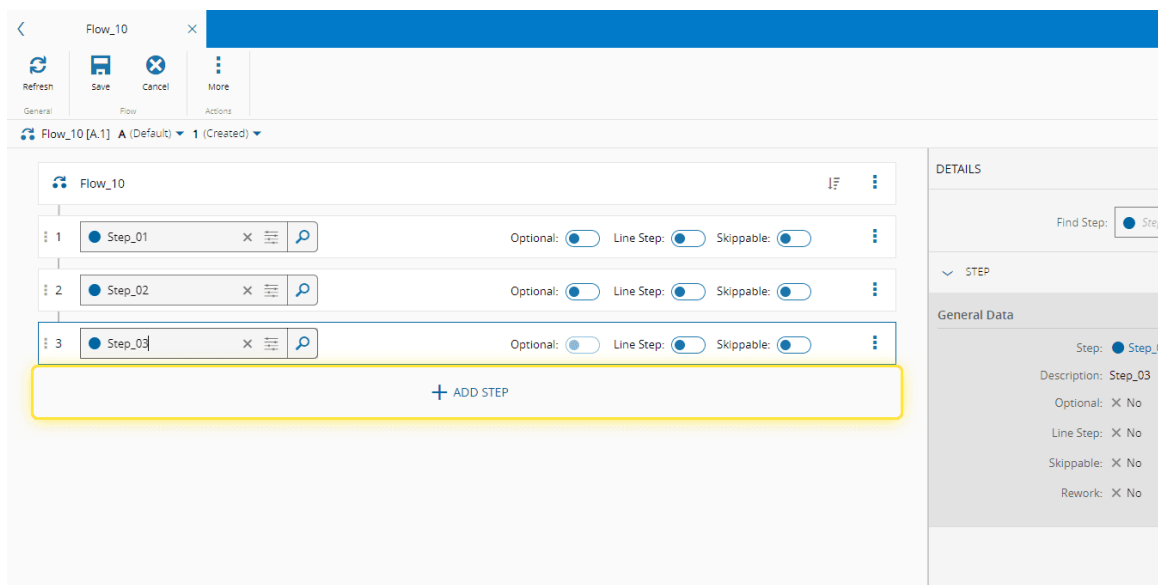 Flow_10
Refresh Save Cancel More
General Flow Actions
Flow_10 [A.1] A (Default) 1 (Created)
Flow_10
1 Step_01 Optional: Line Step: Skippable:
2 Step_02 Optional: Line Step: Skippable:
3 Step_03 Optional: Line Step: Skippable:
+ ADD STEP
DETAILS
Find Step:
STEP
General Data
Step: Step_
Description: Step_03
Optional: No
Line Step: No
Skippable: No
Rework: No